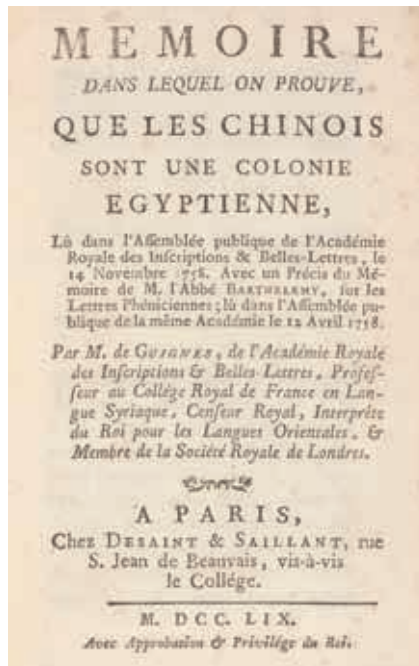 MEMOIRE
DANS LEQUEL ON PROUVE,
QUE LES CHINOIS
SONT UNE COLONIE
EGYPTIENNE,
Lû dans l'Assemblée publique de l'Académie
Royale des Inscriptions & Belles-Lettres, le
14 Novembre 1758. Avec un Précis du Mé-
moire de M. l'Abbé BARTHELEMY, sur les
Lettres Phéniciennes; lû dans l'Assemblée pu-
blique de la même Académie le 12 Avril 1758.
Par M. de GUIGNES, de l'Académie Royale
des Inscriptions & Belles-Lettres, Profes-
seur au Collége Royal de France en Lan-
gue Syriaque, Censeur Royal, Interpréte
du Roi pour les Langues Orientales, &
Membre de la Société Royale de Londres.
A PARIS,
Chez DESAINT & SAILLANT, rue
S. Jean de Beauvais, vis-à-vis
le Collége.
M. DCC. LIX.
Avec Approbation & Privilége du Roi.